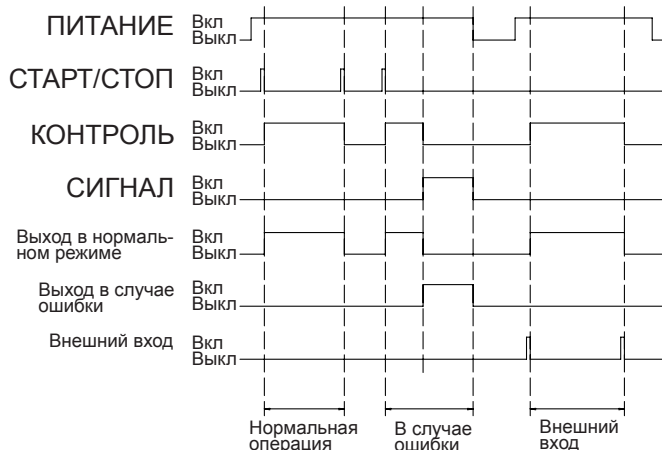 ПИТАНИЕ Вкл
Выкл
СТАРТ/СТОП Вкл
Выкл
КОНТРОЛЬ Вкл
Выкл
СИГНАЛ Вкл
Выкл
Выход в нормаль-
ном режиме
Вкл
Выкл
Выход в случае
ошибки
Вкл
Выкл
Внешний вход Вкл
Выкл
Нормальная
операция
В случае
ошибки
Внешний
вход